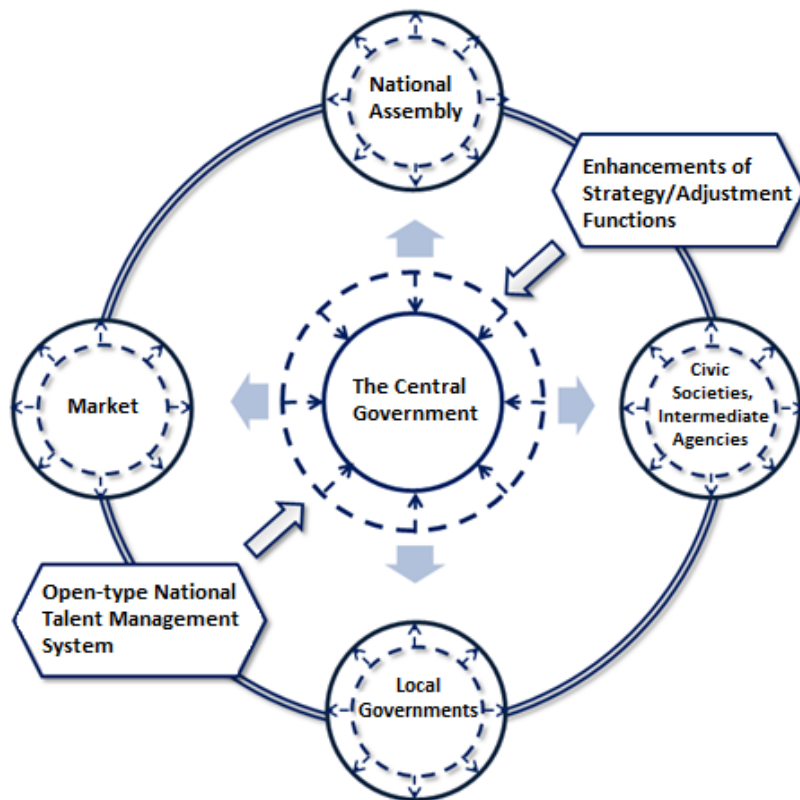 National
Assembly
Enhancements of
Strategy/Adjustment
Functions
Market
The Central
Government
Civic
Societies,
Intermediate
Agencies
Open-type National
Talent Management
System
Local
Governments